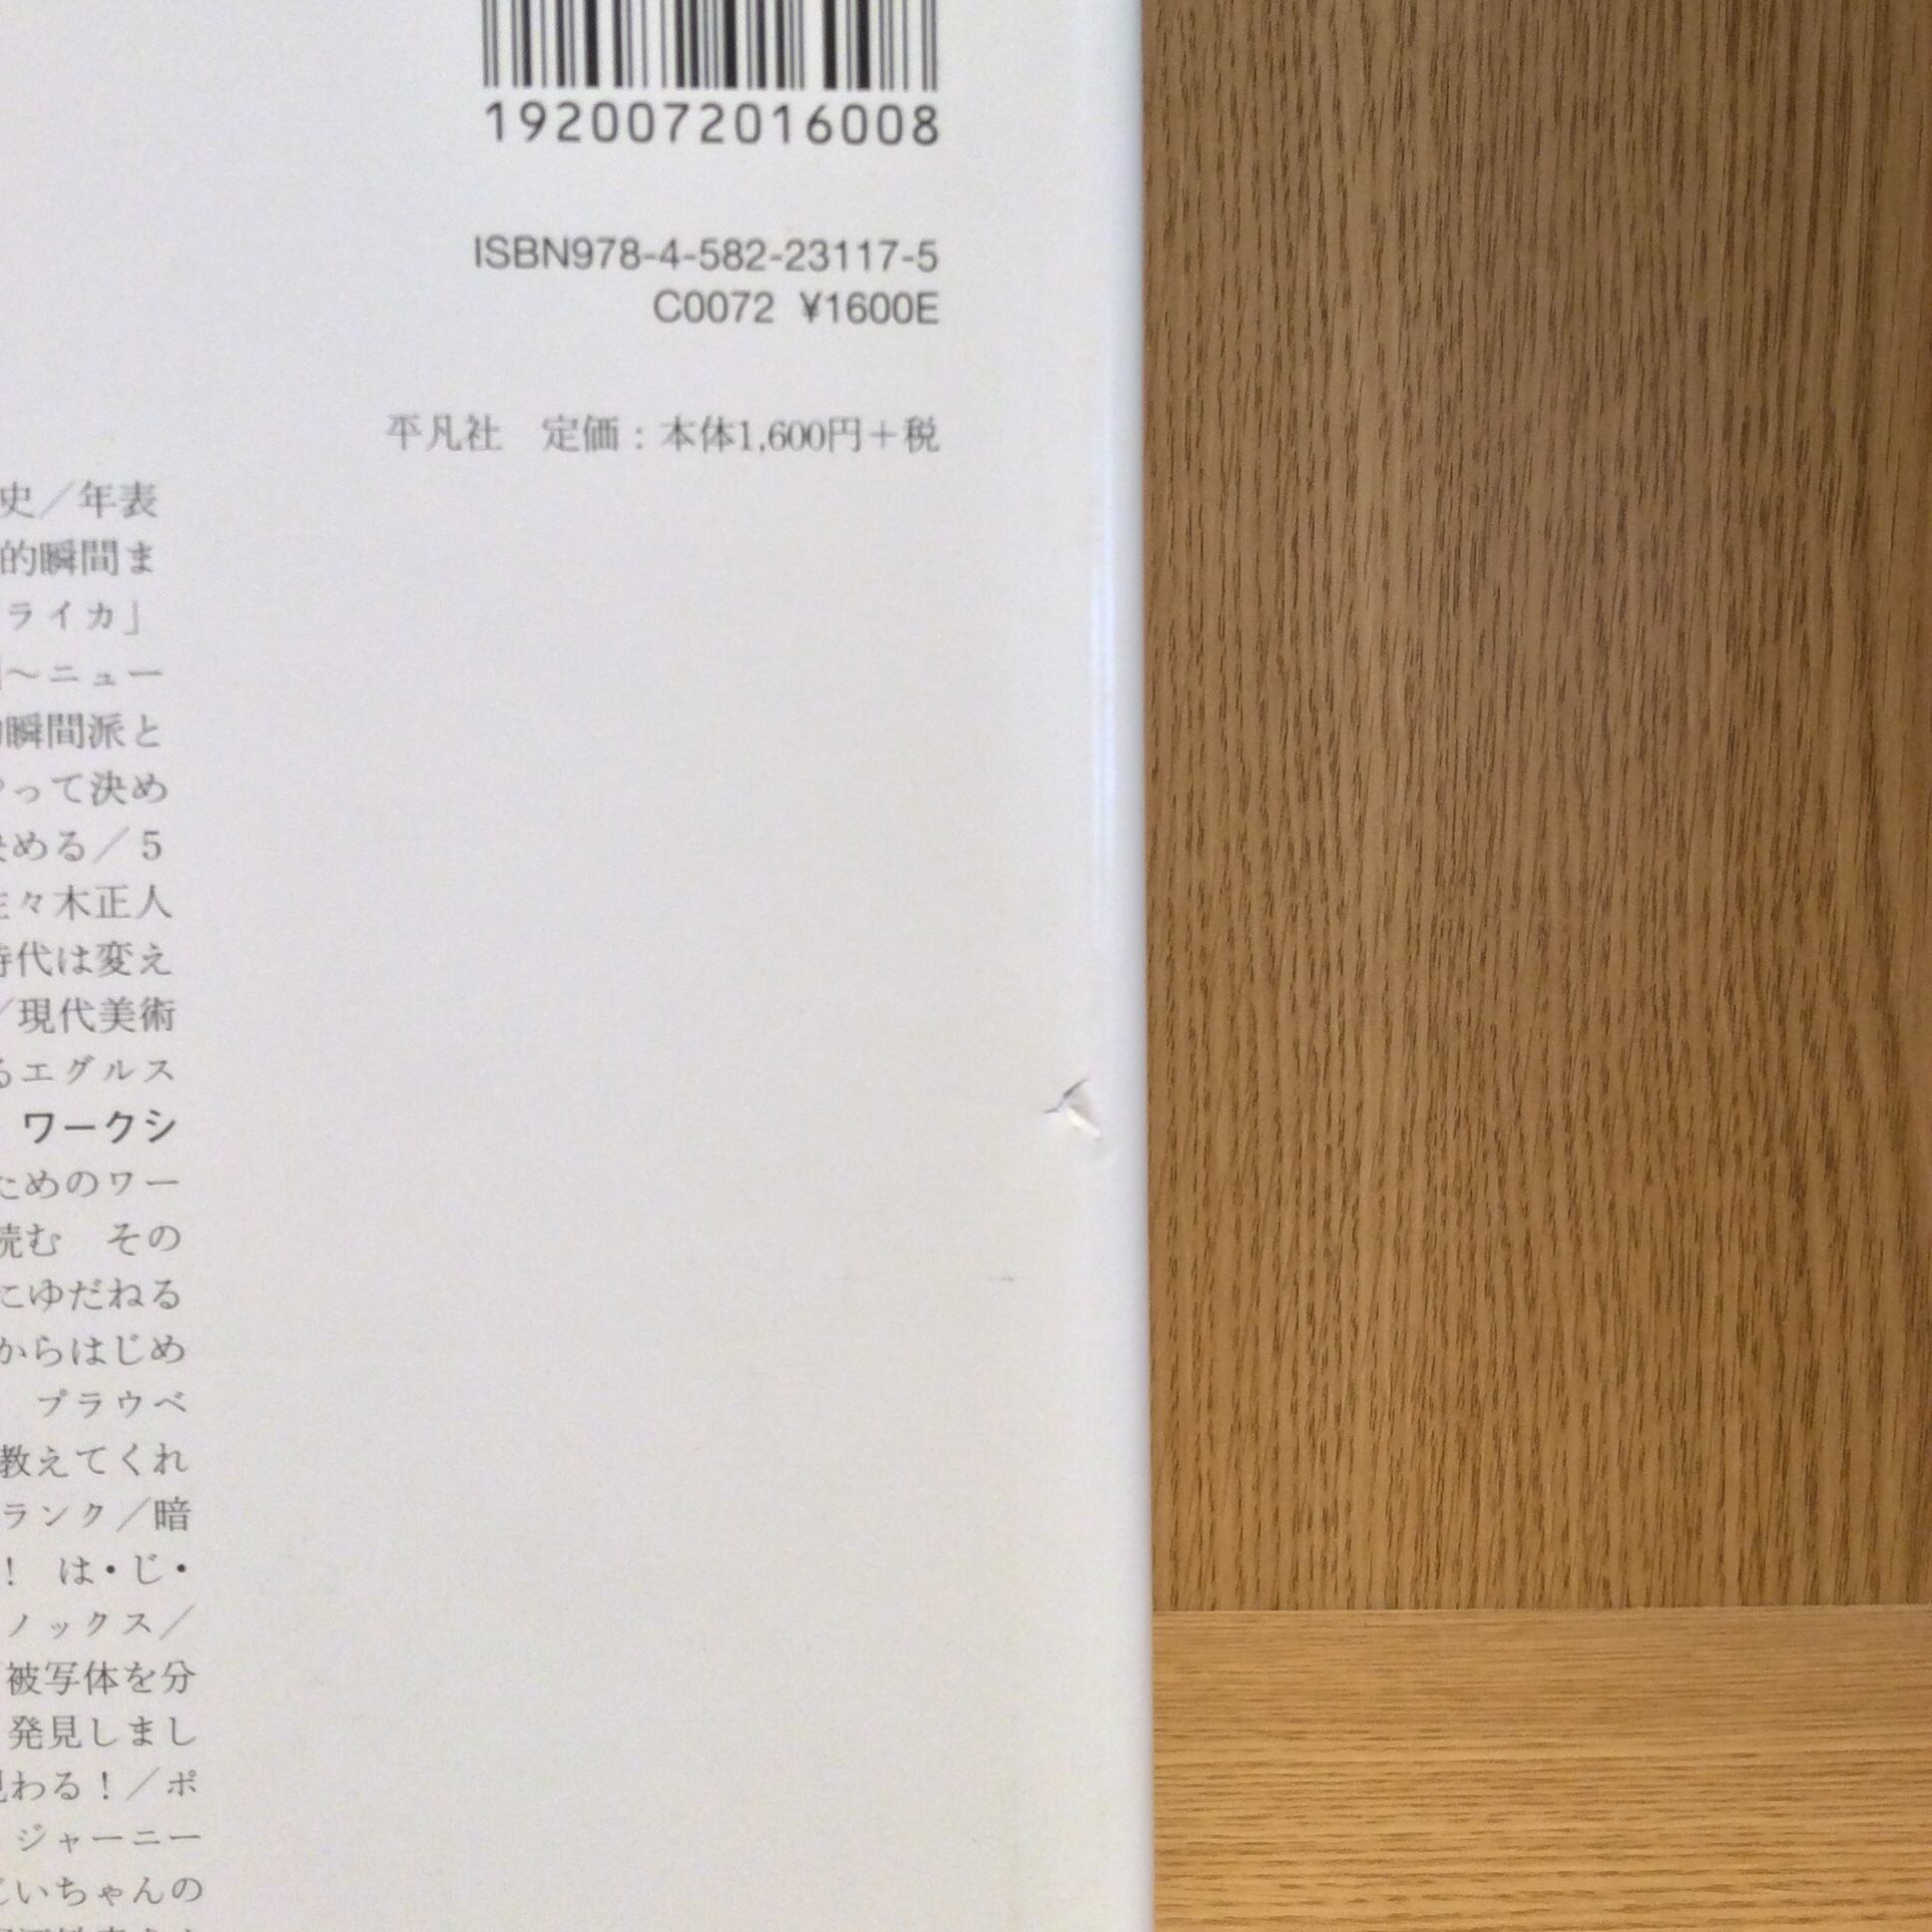 1920072016008
ISBN978-4-582-23117-5
C0072 ¥1600E
平凡社 定価：本体1,600円＋税
史／年表
的瞬間ま
ライカ」
～ニュー
瞬間派と
って決め
める／5
々木正人
時代は変え
／現代美術
るエグルス
ワークシ
ためのワー
読む その
にゆだねる
からはじめ
プラウベ
教えてくれ
ランク／暗
！ は・じ・
ノックス／
被写体を分
発見しまし
わる！／ポ
ジャーニー
いちゃんの